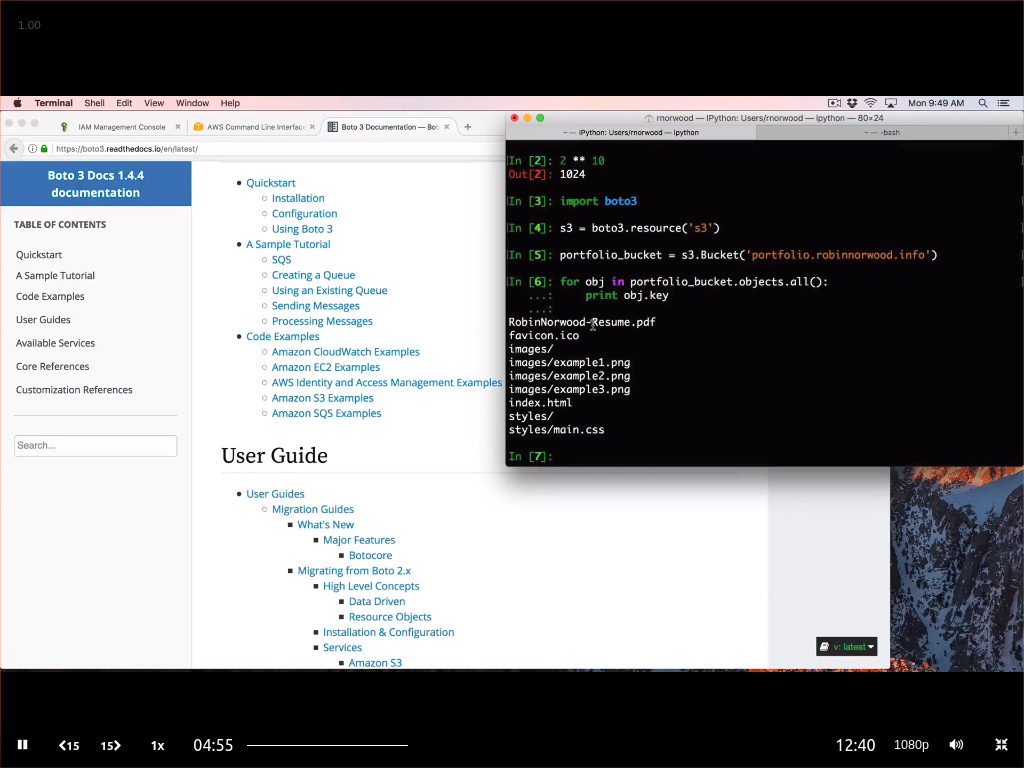 1.00
Terminal Shell Edit View Window Help
Mon 9:49 AM
IAM Management Console
AWS Command Line Interfac
Boto 3 Documentation — Bo
https://boto3.readthedocs.io/en/latest/
Boto 3 Docs 1.4.4
documentation
TABLE OF CONTENTS
Quickstart
A Sample Tutorial
Code Examples
User Guides
Available Services
Core References
Customization References
Search...
Quickstart
Installation
Configuration
Using Boto 3
A Sample Tutorial
SQS
Creating a Queue
Using an Existing Queue
Sending Messages
Processing Messages
Code Examples
Amazon CloudWatch Examples
Amazon EC2 Examples
AWS Identity and Access Management Examples
Amazon S3 Examples
Amazon SQS Examples
User Guide
User Guides
Migration Guides
What's New
Major Features
Botocore
Migrating from Boto 2.x
High Level Concepts
Data Driven
Resource Objects
Installation & Configuration
Services
Amazon S3
v: latest
rnorwood — IPython: Users/rnorwood — ipython — 80×24
~ — IPython: Users/rnorwood — ipython
~ — -bash
In [2]: 2 ** 10
Out[2]: 1024
In [3]: import boto3
In [4]: s3 = boto3.resource('s3')
In [5]: portfolio_bucket = s3.Bucket('portfolio.robinnorwood.info')
In [6]: for obj in portfolio_bucket.objects.all():
...:     print obj.key
...:
RobinNorwood-Resume.pdf
favicon.ico
images/
images/example1.png
images/example2.png
images/example3.png
index.html
styles/
styles/main.css
In [7]:
15 15 1x 04:55 12:40 1080p